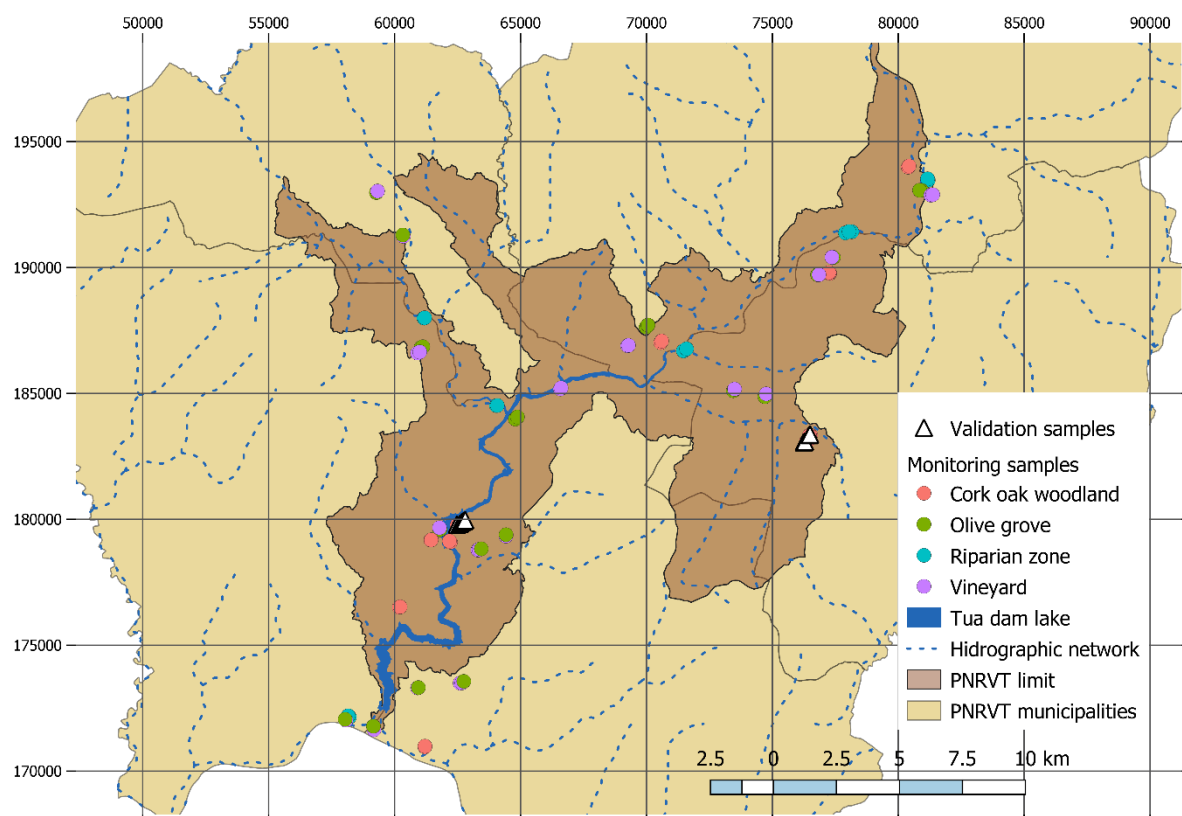 50000 55000 60000 65000 70000 75000 80000 85000 90000
195000
190000
185000
180000
175000
170000
Validation samples
Monitoring samples
Cork oak woodland
Olive grove
Riparian zone
Vineyard
Tua dam lake
Hidrographic network
PNRVT limit
PNRVT municipalities
2.5 0 2.5 5 7.5 10 km